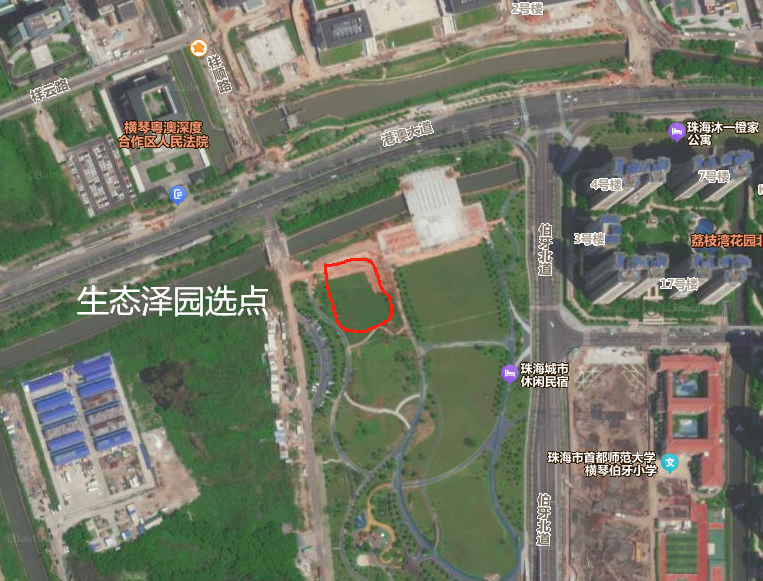 2号楼
祥云路
祥顺路
横琴粤澳深度
合作区人民法院
港澳大道
珠海沐一橙家
公寓
4号楼
7号楼
伯牙北道
3号楼
荔枝湾花园北
17号楼
生态泽园选点
珠海城市
休闲民宿
珠海市首都师范大学
横琴伯牙小学
伯牙北道